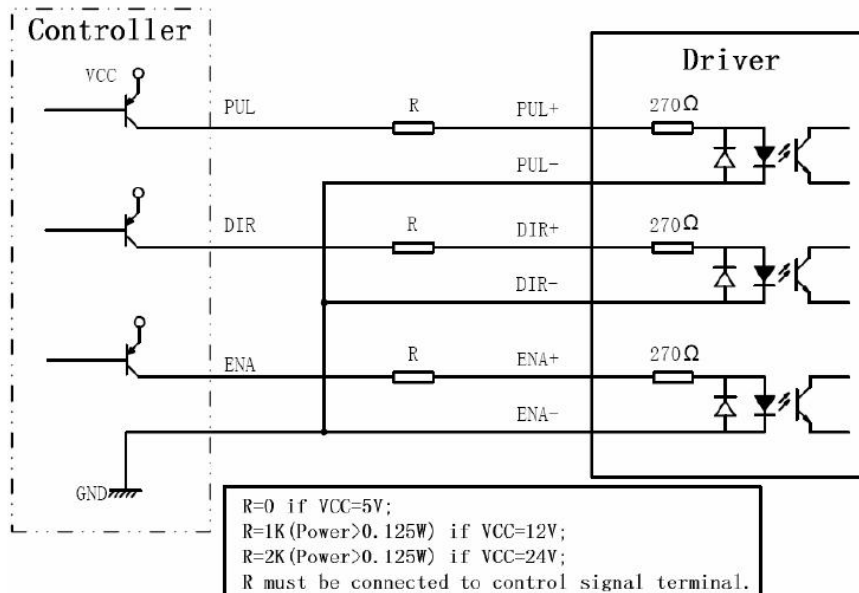 Controller
Driver
VCC
PUL
R
PUL+
270Ω
PUL-
DIR
R
DIR+
270Ω
DIR-
ENA
R
ENA+
270Ω
ENA-
GND
R=0 if VCC=5V;
R=1K(Power>0.125W) if VCC=12V;
R=2K(Power>0.125W) if VCC=24V;
R must be connected to control signal terminal.